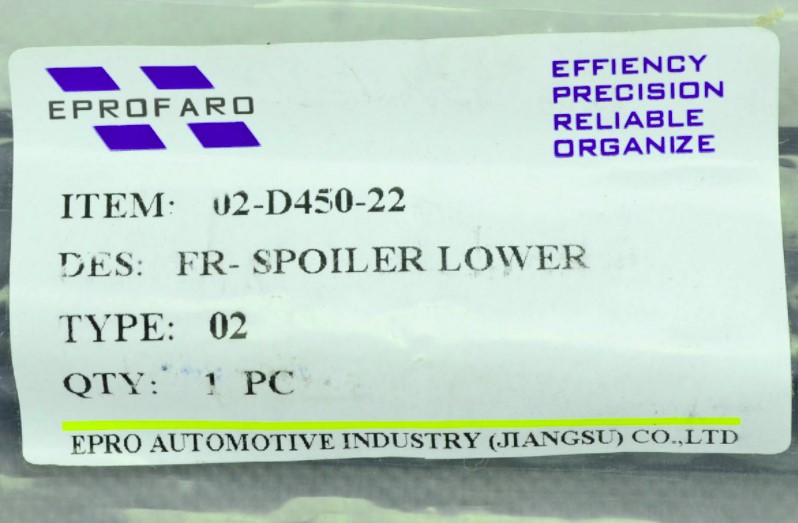 EPROFARO
EFFIENCY
PRECISION
RELIABLE
ORGANIZE
ITEM: 02-D450-22
DES: FR- SPOILER LOWER
TYPE: 02
QTY: 1 PC
EPRO AUTOMOTIVE INDUSTRY (JIANGSU) CO.,LTD